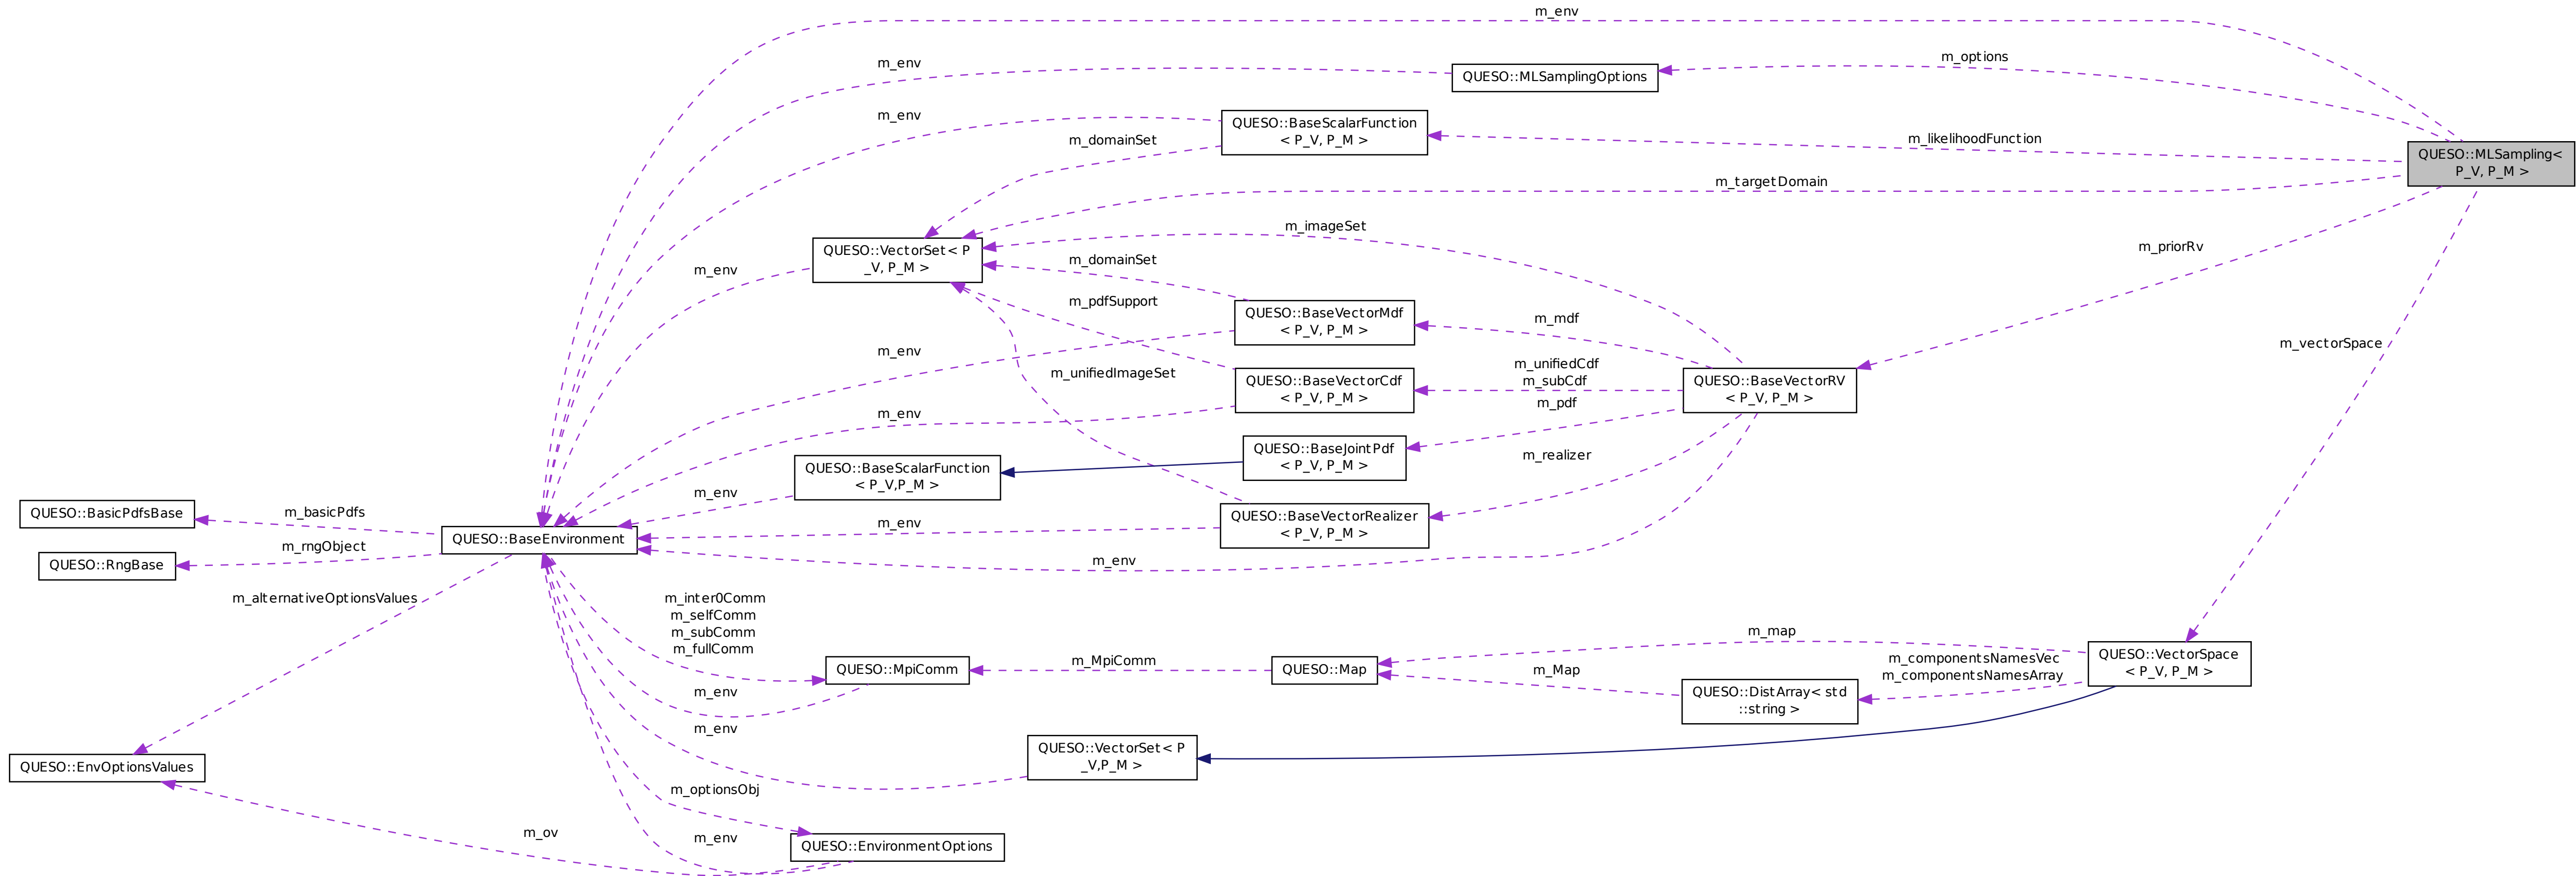 m_env
m_options
m_env
QUESO::MLSamplingOptions
m_env
QUESO::BaseScalarFunction
< P_V, P_M >
m_domainSet
m_likelihoodFunction
QUESO::MLSampling<
P_V, P_M >
m_targetDomain
m_imageSet
QUESO::VectorSet< P
_V, P_M >
m_priorRv
m_domainSet
m_env
m_pdfSupport
QUESO::BaseVectorMdf
< P_V, P_M >
m_mdf
m_vectorSpace
m_env
m_unifiedImageSet
m_unifiedCdf
m_subCdf
QUESO::BaseVectorCdf
< P_V, P_M >
QUESO::BaseVectorRV
< P_V, P_M >
m_pdf
m_env
QUESO::BaseJointPdf
< P_V, P_M >
m_realizer
QUESO::BaseScalarFunction
< P_V,P_M >
m_env
QUESO::BasicPdfsBase
m_basicPdfs
QUESO::BaseVectorRealizer
< P_V, P_M >
m_env
QUESO::BaseEnvironment
m_rngObject
QUESO::RngBase
m_env
m_alternativeOptionsValues
m_inter0Comm
m_selfComm
m_subComm
m_fullComm
m_map
QUESO::MpiComm
m_MpiComm
QUESO::Map
m_Map
m_componentsNamesVec
m_componentsNamesArray
QUESO::VectorSpace
< P_V, P_M >
m_env
QUESO::DistArray< std
::string >
m_env
QUESO::VectorSet< P
_V,P_M >
QUESO::EnvOptionsValues
m_optionsObj
m_ov
m_env
QUESO::EnvironmentOptions